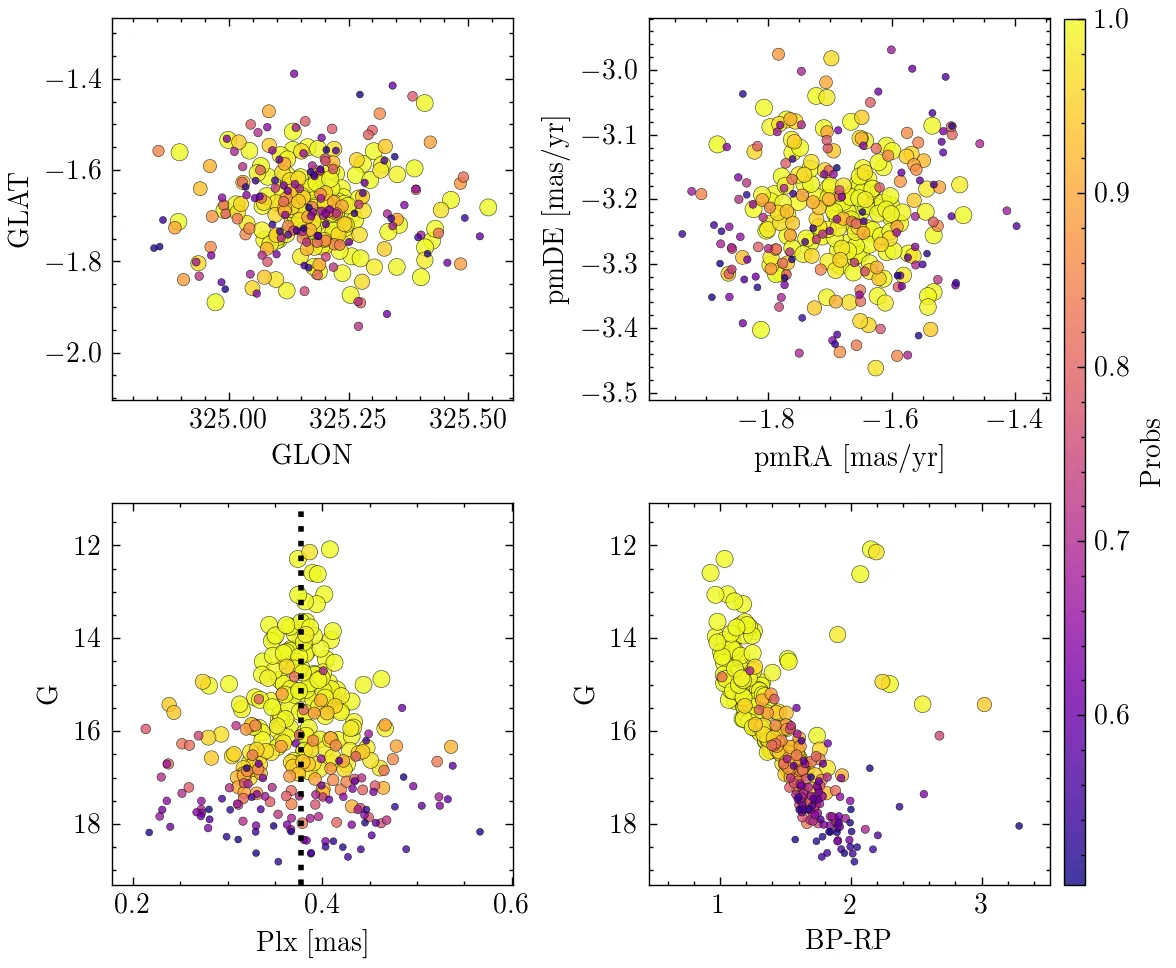 −1.4
−1.6
−1.8
−2.0
GLAT
325.00 325.25 325.50
GLON
−3.0
−3.1
−3.2
−3.3
−3.4
−3.5
pmDE [mas/yr]
−1.8 −1.6 −1.4
pmRA [mas/yr]
1.0
0.9
0.8
0.7
0.6
Probs
12
14
16
18
G
0.2 0.4 0.6
Plx [mas]
12
14
16
18
G
1 2 3
BP-RP